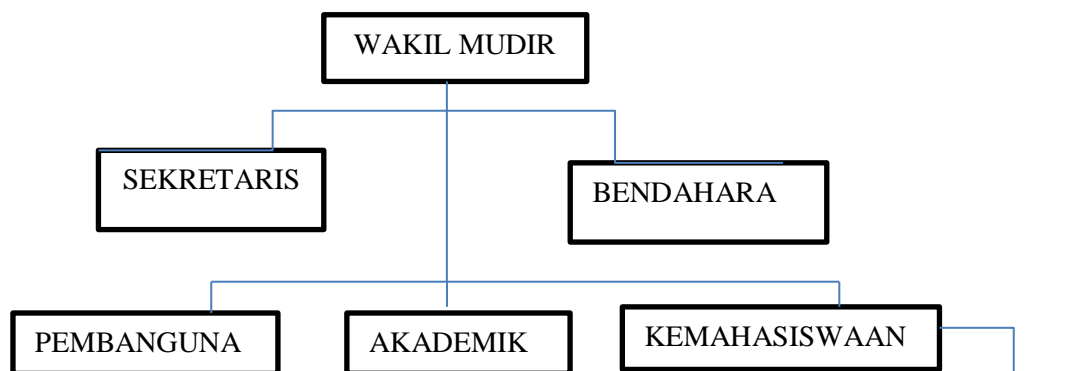 WAKIL MUDIR
SEKRETARIS
BENDAHARA
PEMBANGUNA
AKADEMIK
KEMAHASISWAAN